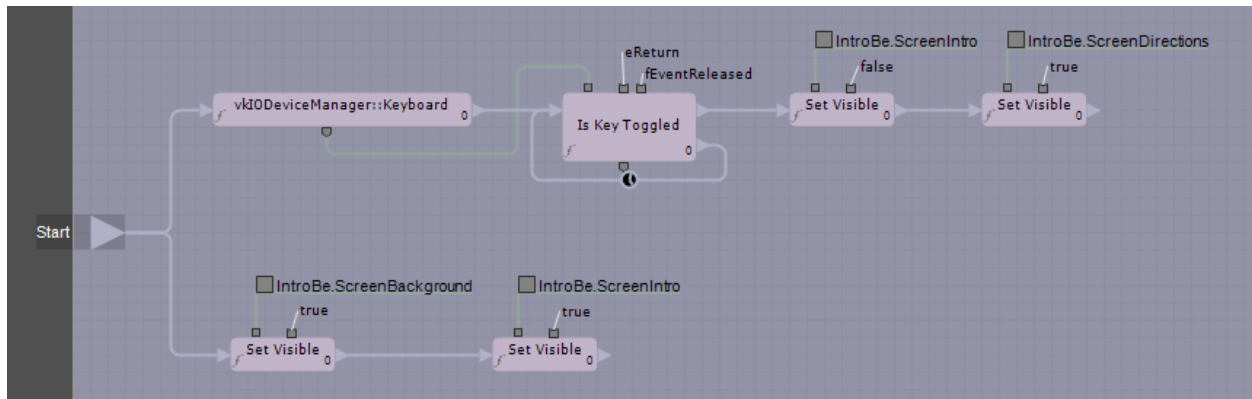 IntroBe.ScreenIntro
IntroBe.ScreenDirections
eReturn
fEventReleased
false
true
vkIODeviceManager::Keyboard
0
Is Key Toggled
0
Set Visible
0
Set Visible
0
Start
IntroBe.ScreenBackground
IntroBe.ScreenIntro
true
true
Set Visible
0
Set Visible
0